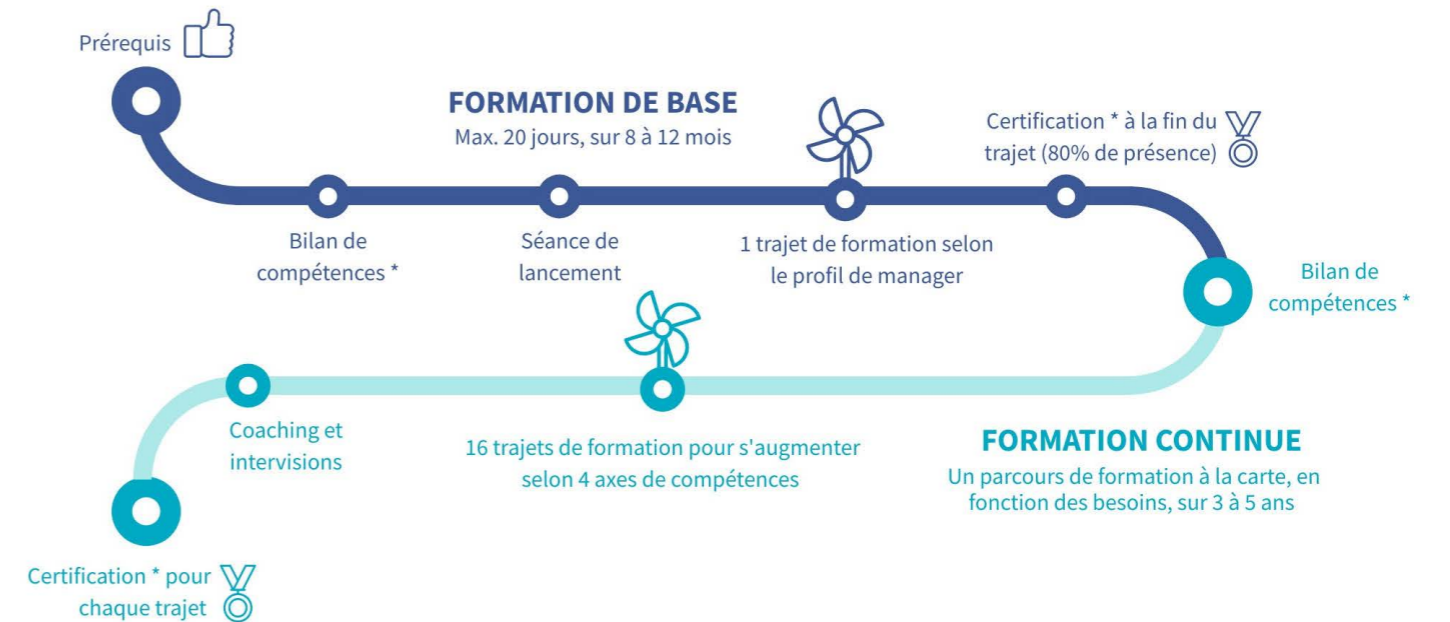 Prérequis
FORMATION DE BASE
Max. 20 jours, sur 8 à 12 mois
Certification * à la fin du
trajet (80% de présence)
Bilan de
compétences *
Séance de
lancement
1 trajet de formation selon
le profil de manager
Bilan de
compétences *
Coaching et
intervisions
16 trajets de formation pour s'augmenter
selon 4 axes de compétences
FORMATION CONTINUE
Un parcours de formation à la carte, en
fonction des besoins, sur 3 à 5 ans
Certification * pour
chaque trajet